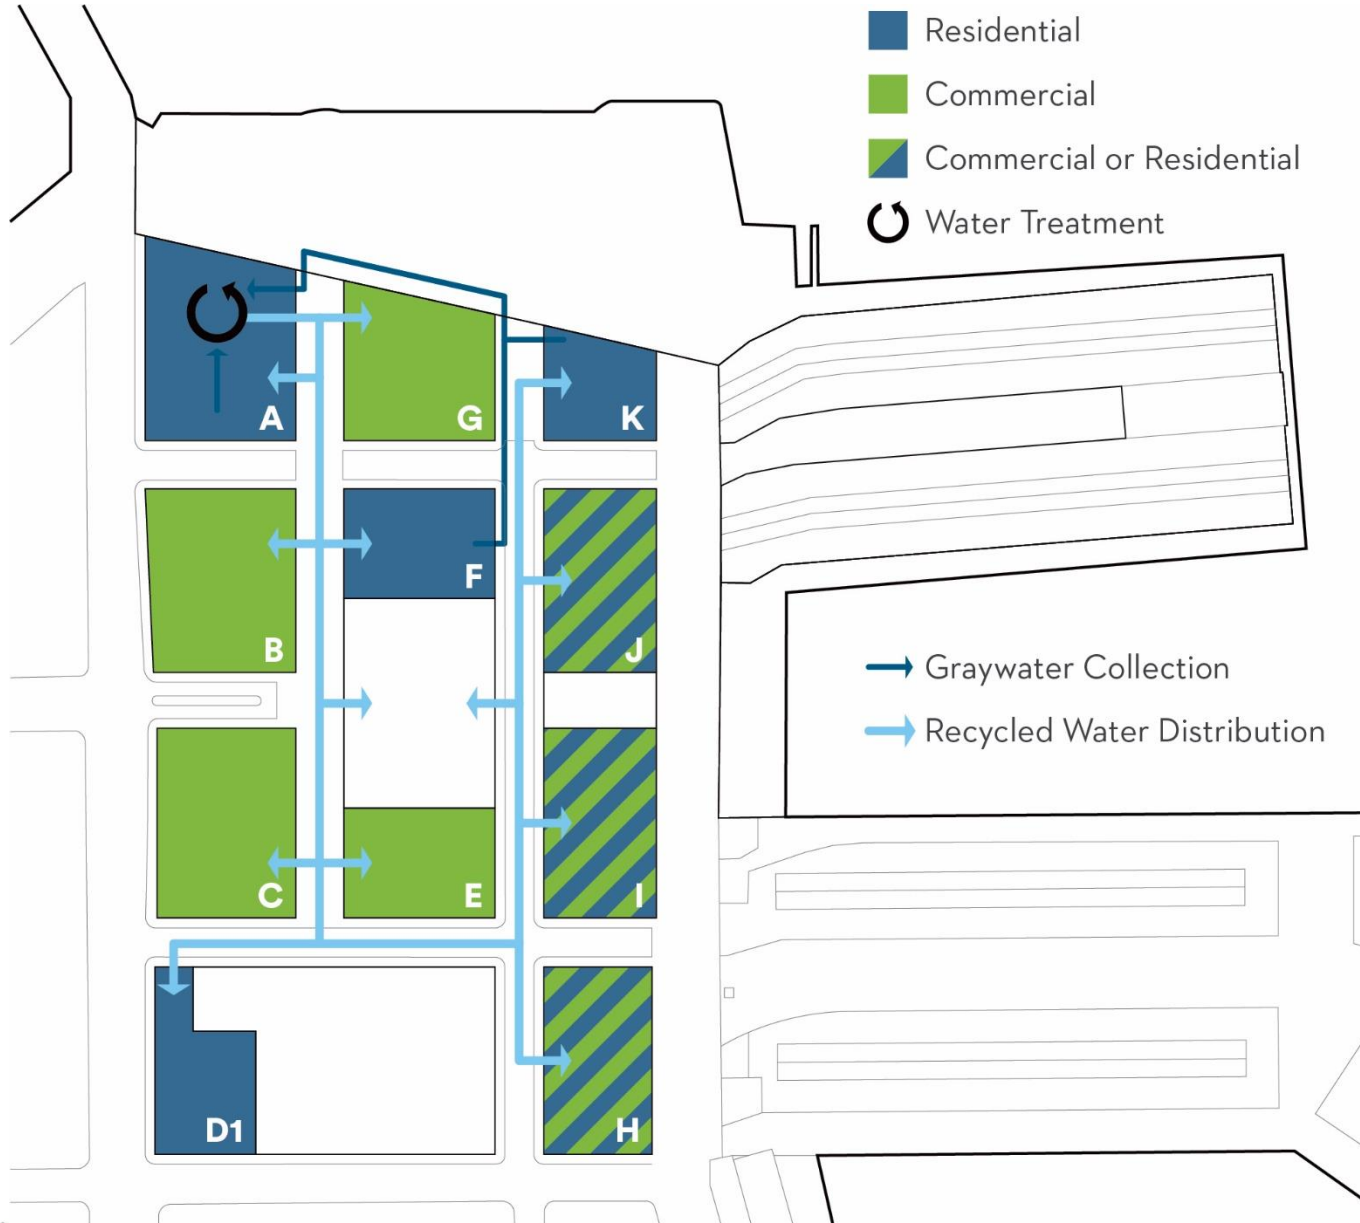 Residential
Commercial
Commercial or Residential
Water Treatment
A
G
K
F
B
J
Graywater Collection
Recycled Water Distribution
C
E
I
D1
H